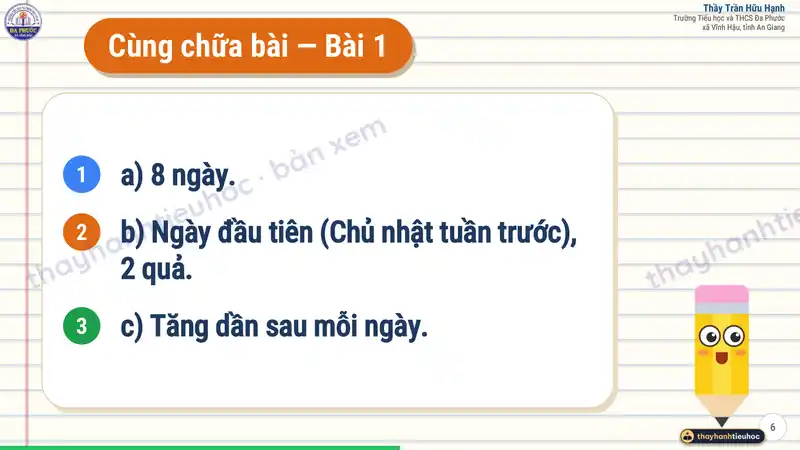 Thầy Trần Hữu Hạnh
Trường Tiểu học và THCS Đa Phước
xã Vĩnh Hậu, tỉnh An Giang
ĐA PHƯỚC
Cùng chữa bài – Bài 1
1 a) 8 ngày.
2 b) Ngày đầu tiên (Chủ nhật tuần trước),
2 quả.
3 c) Tăng dần sau mỗi ngày.
thayhanhtieuhoc · bản xem
thayhanhtie
thayhanhtieuhoc
6